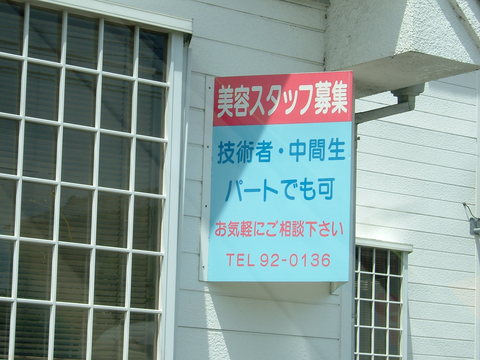 美容スタッフ募集
技術者・中間生
パートでも可
お気軽にご相談下さい
TEL 92-0136